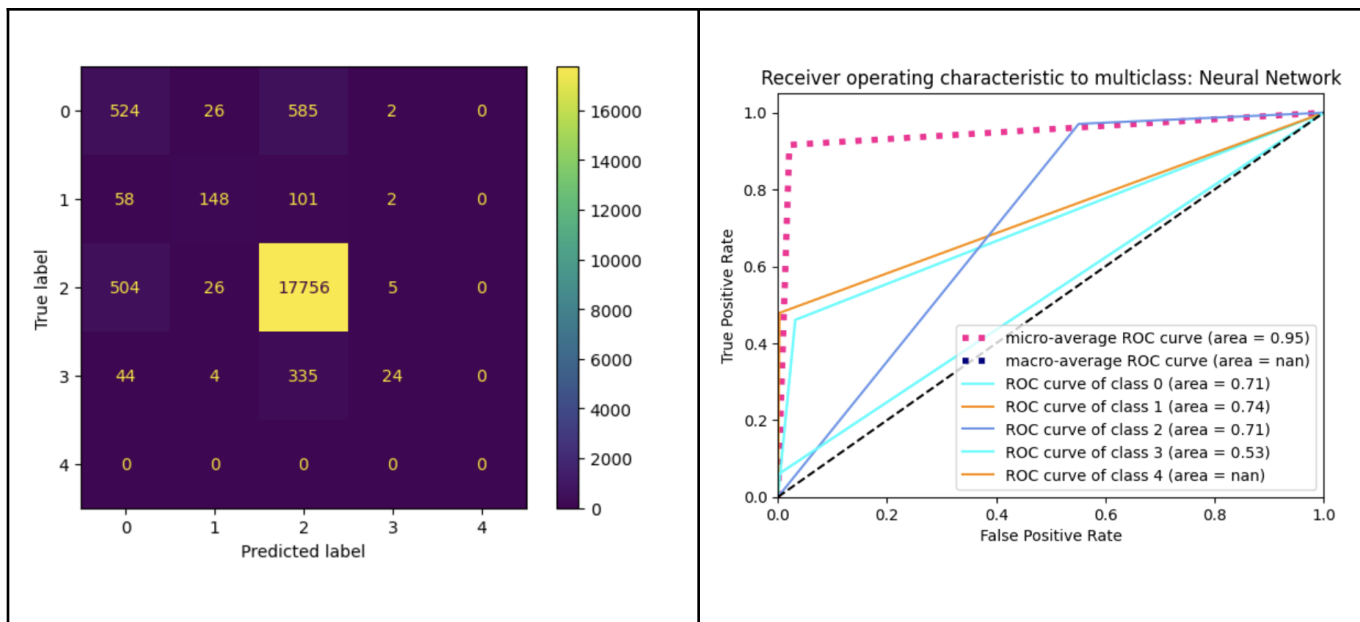 0 524 26 585 2 0
1 58 148 101 2 0
2 504 26 17756 5 0
3 44 4 335 24 0
4 0 0 0 0 0
0 1 2 3 4
True label
Predicted label
16000
14000
12000
10000
8000
6000
4000
2000
0
Receiver operating characteristic to multiclass: Neural Network
1.0
0.8
0.6
0.4
0.2
0.0
True Positive Rate
micro-average ROC curve (area = 0.95)
macro-average ROC curve (area = nan)
ROC curve of class 0 (area = 0.71)
ROC curve of class 1 (area = 0.74)
ROC curve of class 2 (area = 0.71)
ROC curve of class 3 (area = 0.53)
ROC curve of class 4 (area = nan)
0.0 0.2 0.4 0.6 0.8 1.0
False Positive Rate